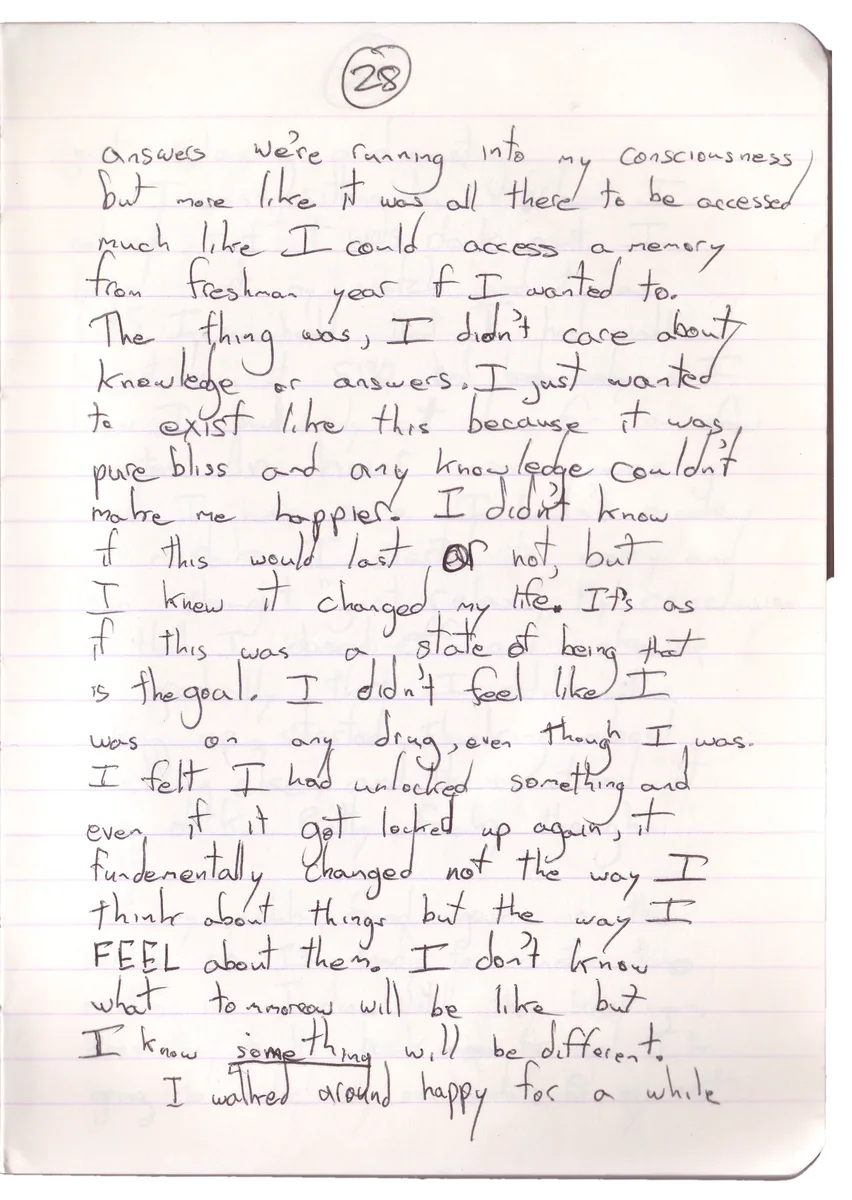 28
answers we're running into my consciousness
but more like it was all there to be accessed
much like I could access a memory
from freshman year if I wanted to.
The thing was, I didn't care about
knowledge or answers. I just wanted
to exist like this because it was
pure bliss and any knowledge couldn't
make me happier. I didn't know
if this would last or not, but
I knew it changed my life. It's as
if this was a state of being that
is the goal. I didn't feel like I
was on any drug, even though I was.
I felt I had unlocked something and
even if it got locked up again, it
fundementally changed not the way I
think about things but the way I
FEEL about them. I don't know
what tommorow will be like but
I know something will be different.
I walked around happy for a while